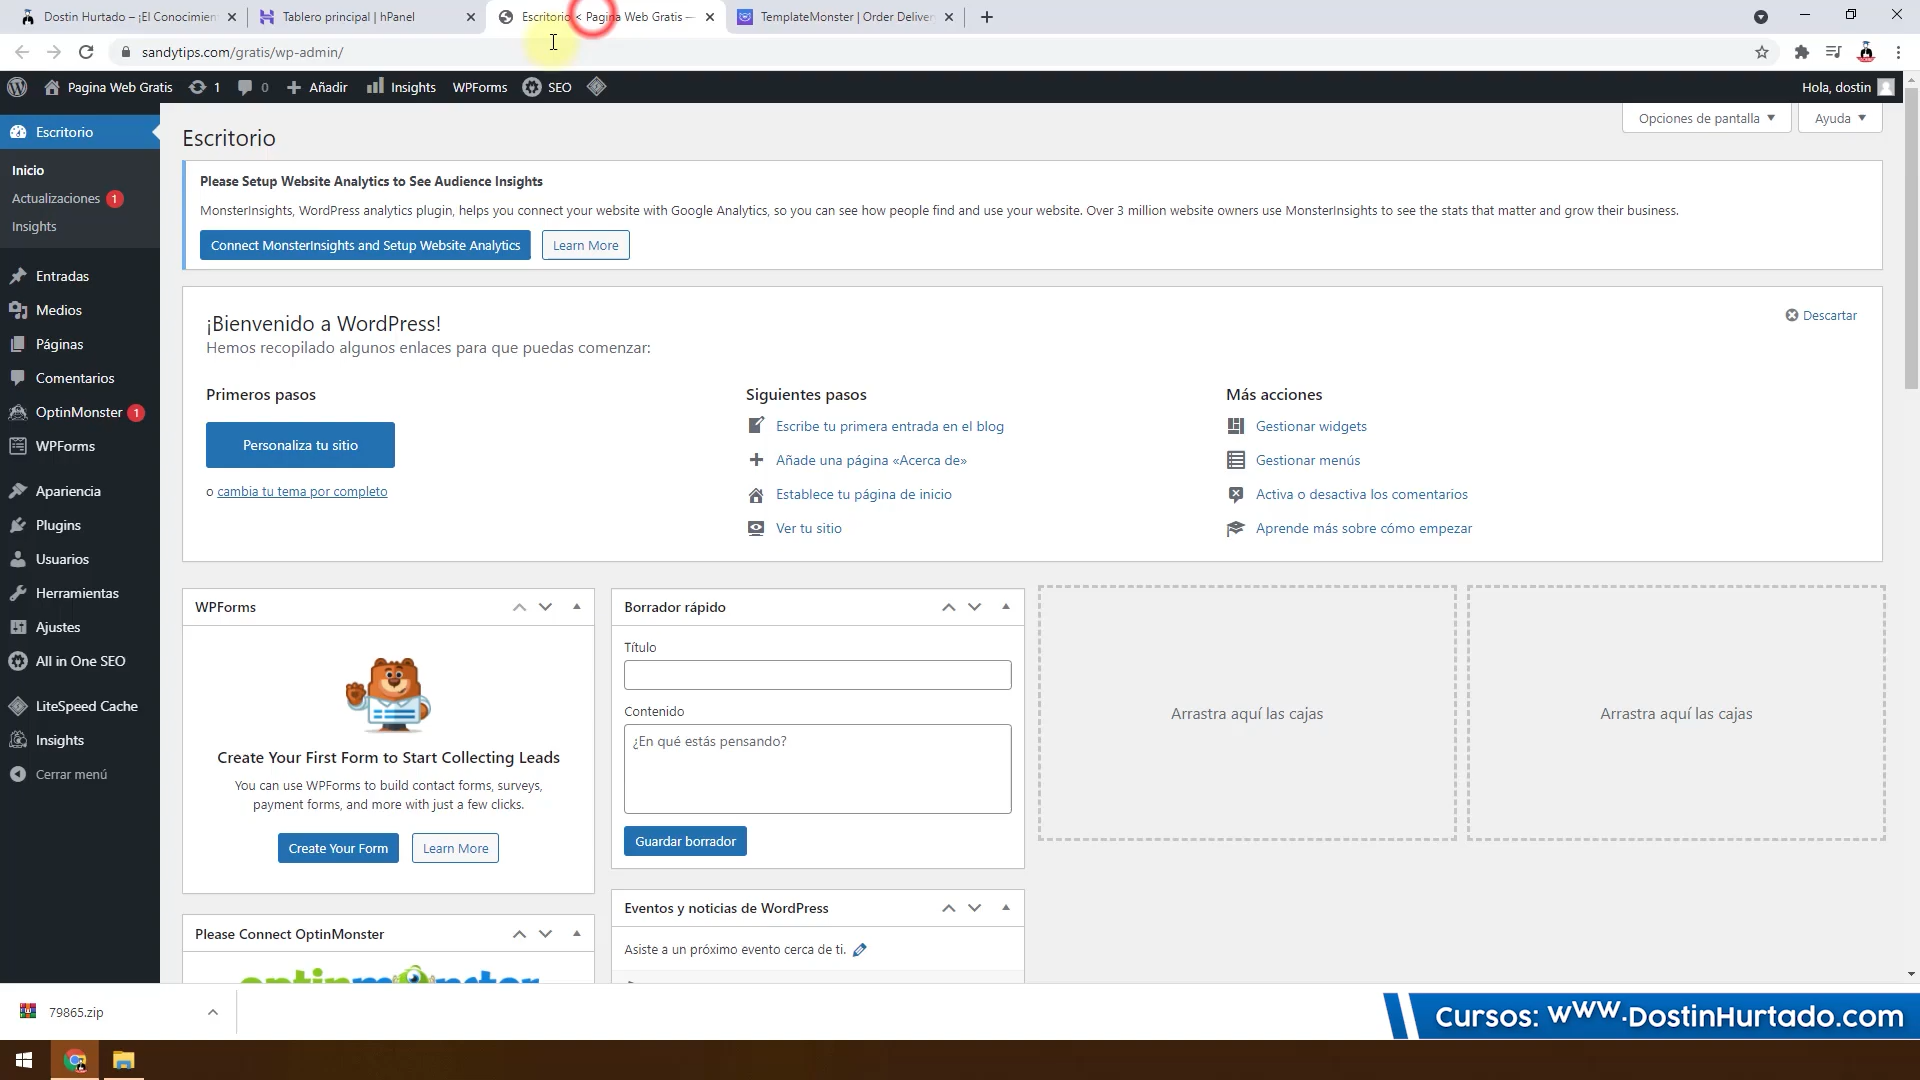 Dostin Hurtado – ¡El Conocimien
Tablero principal | hPanel
Escritorio < Pagina Web Gratis —
TemplateMonster | Order Deliver
sandytips.com/gratis/wp-admin/
Pagina Web Gratis
1
0
Añadir
Insights
WPForms
SEO
Hola, dostin
Escritorio
Inicio
Actualizaciones 1
Insights
Entradas
Medios
Páginas
Comentarios
OptinMonster 1
WPForms
Apariencia
Plugins
Usuarios
Herramientas
Ajustes
All in One SEO
LiteSpeed Cache
Insights
Cerrar menú
Opciones de pantalla
Ayuda
Escritorio
Please Setup Website Analytics to See Audience Insights
MonsterInsights, WordPress analytics plugin, helps you connect your website with Google Analytics, so you can see how people find and use your website. Over 3 million website owners use MonsterInsights to see the stats that matter and grow their business.
Connect MonsterInsights and Setup Website Analytics
Learn More
¡Bienvenido a WordPress!
Descartar
Hemos recopilado algunos enlaces para que puedas comenzar:
Primeros pasos
Personaliza tu sitio
o cambia tu tema por completo
Siguientes pasos
Escribe tu primera entrada en el blog
Añade una página «Acerca de»
Establece tu página de inicio
Ver tu sitio
Más acciones
Gestionar widgets
Gestionar menús
Activa o desactiva los comentarios
Aprende más sobre cómo empezar
WPForms
Create Your First Form to Start Collecting Leads
You can use WPForms to build contact forms, surveys,
payment forms, and more with just a few clicks.
Create Your Form
Learn More
Please Connect OptinMonster
optinmonster
Borrador rápido
Título
Contenido
¿En qué estás pensando?
Guardar borrador
Eventos y noticias de WordPress
Asiste a un próximo evento cerca de ti.
Arrastra aquí las cajas
Arrastra aquí las cajas
79865.zip
Cursos: www.DostinHurtado.com